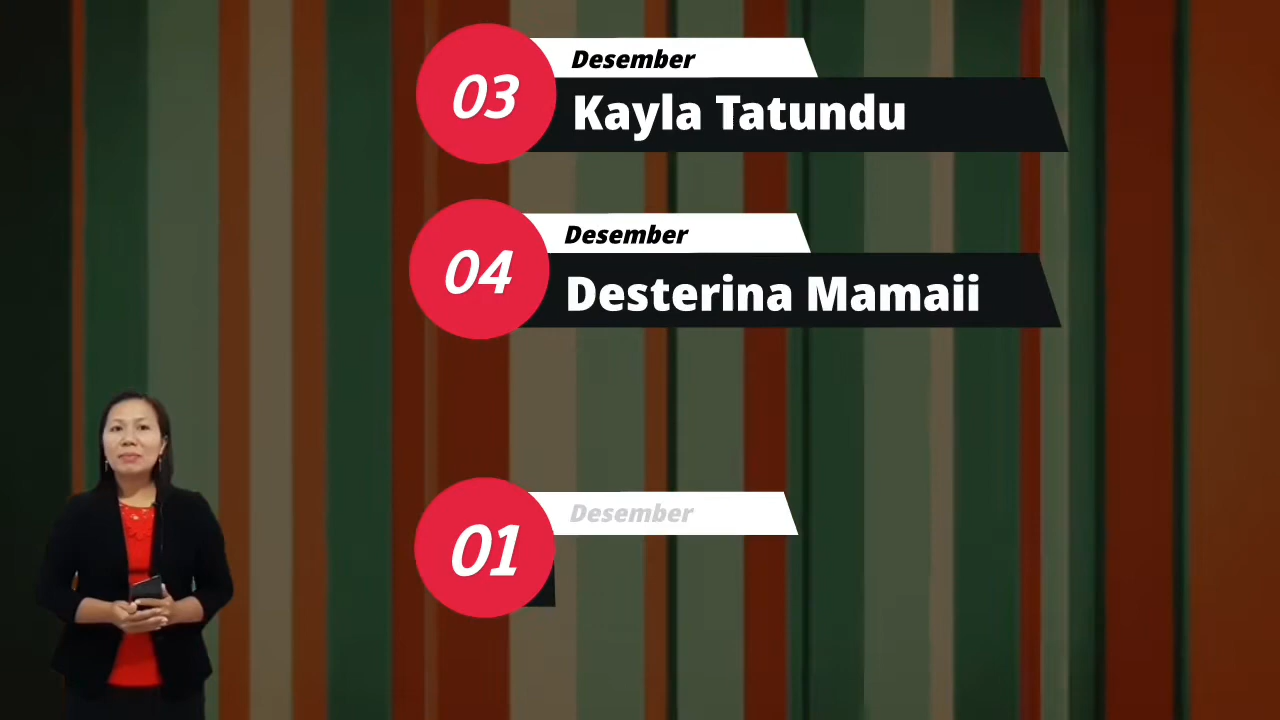 Desember
03
Kayla Tatundu
Desember
04
Desterina Mamaii
Desember
01